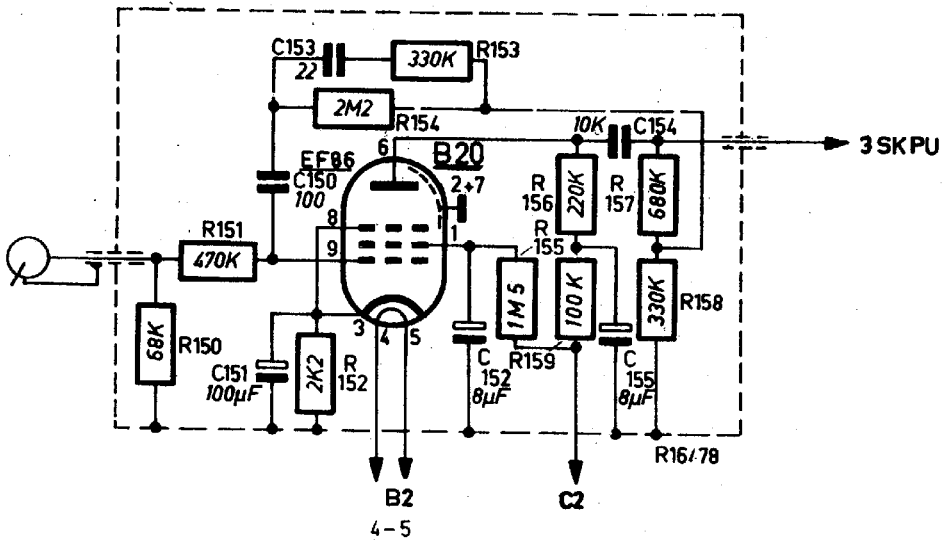 C153
22
330K
R153
2M2
R154
10K
C154
3 SK PU
6
EF86
B20
C150
100
2+7
R
156
220K
R
157
680K
8
R151
9
1
R
155
470K
1M5
100K
330K
R158
68K
R150
3
4
5
C151
100µF
2K2
R
152
C
152
8µF
R159
C
155
8µF
R16/78
B2
4-5
C2